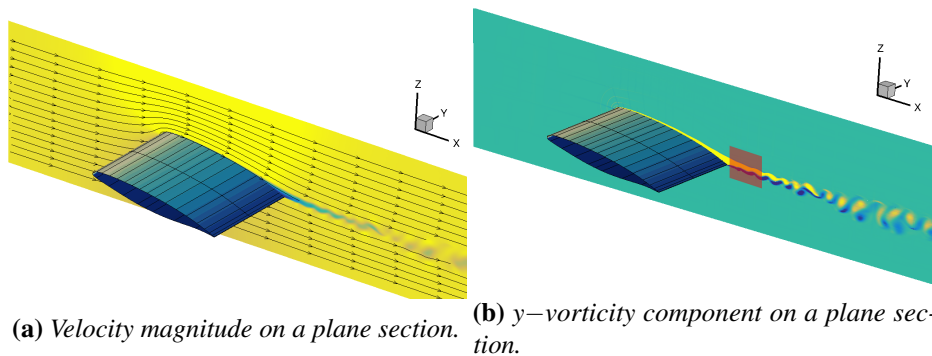 Z
Y
X
Z
Y
X
(a) Velocity magnitude on a plane section.
(b) y−vorticity component on a plane sec-
tion.